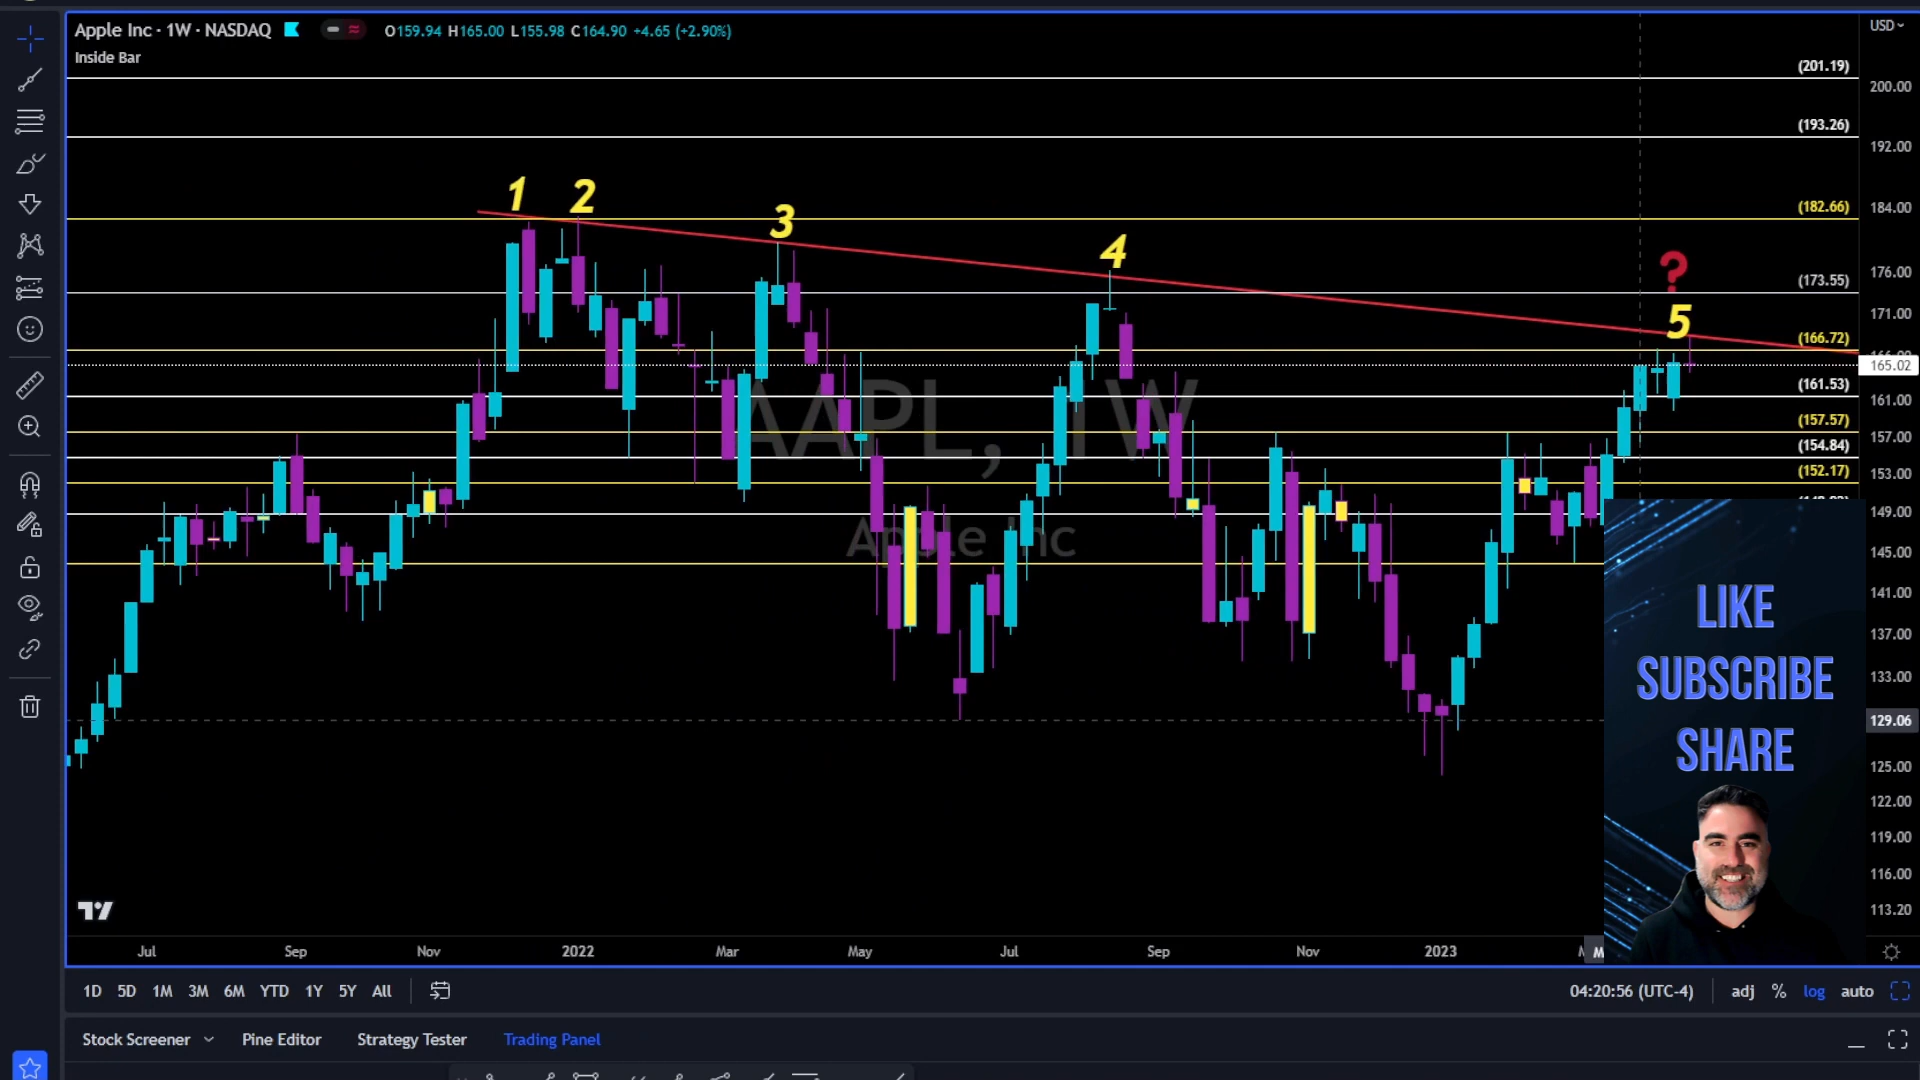 Apple Inc · 1W · NASDAQ
O159.94 H165.00 L155.98 C164.90 +4.65 (+2.90%)
USD
Inside Bar
(201.19)
200.00
(193.26)
192.00
1
2
3
4
5
?
(182.66)
184.00
176.00
(173.55)
171.00
(166.72)
165.02
(161.53)
161.00
(157.57)
157.00
(154.84)
(152.17)
153.00
149.00
145.00
141.00
137.00
133.00
129.06
125.00
122.00
119.00
116.00
113.20
AAPL, 1W
Apple Inc
LIKE
SUBSCRIBE
SHARE
Jul Sep Nov 2022 Mar May Jul Sep Nov 2023
1D 5D 1M 3M 6M YTD 1Y 5Y All
04:20:56 (UTC-4) adj % log auto
Stock Screener Pine Editor Strategy Tester Trading Panel